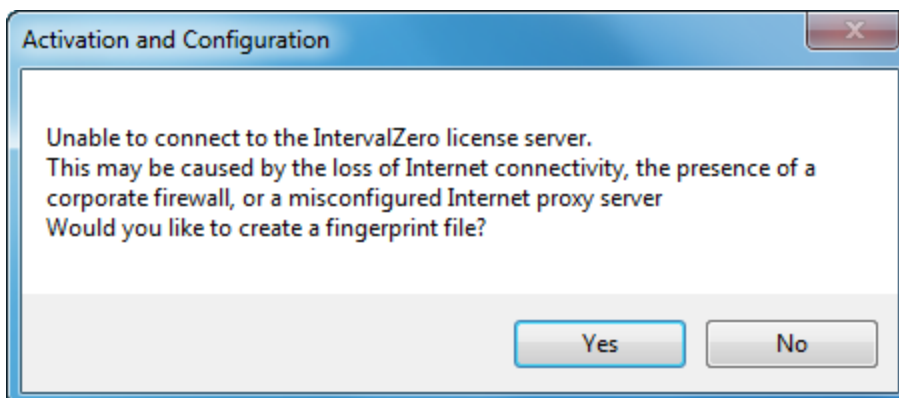 Activation and Configuration
Unable to connect to the IntervalZero license server.
This may be caused by the loss of Internet connectivity, the presence of a
corporate firewall, or a misconfigured Internet proxy server
Would you like to create a fingerprint file?
Yes No